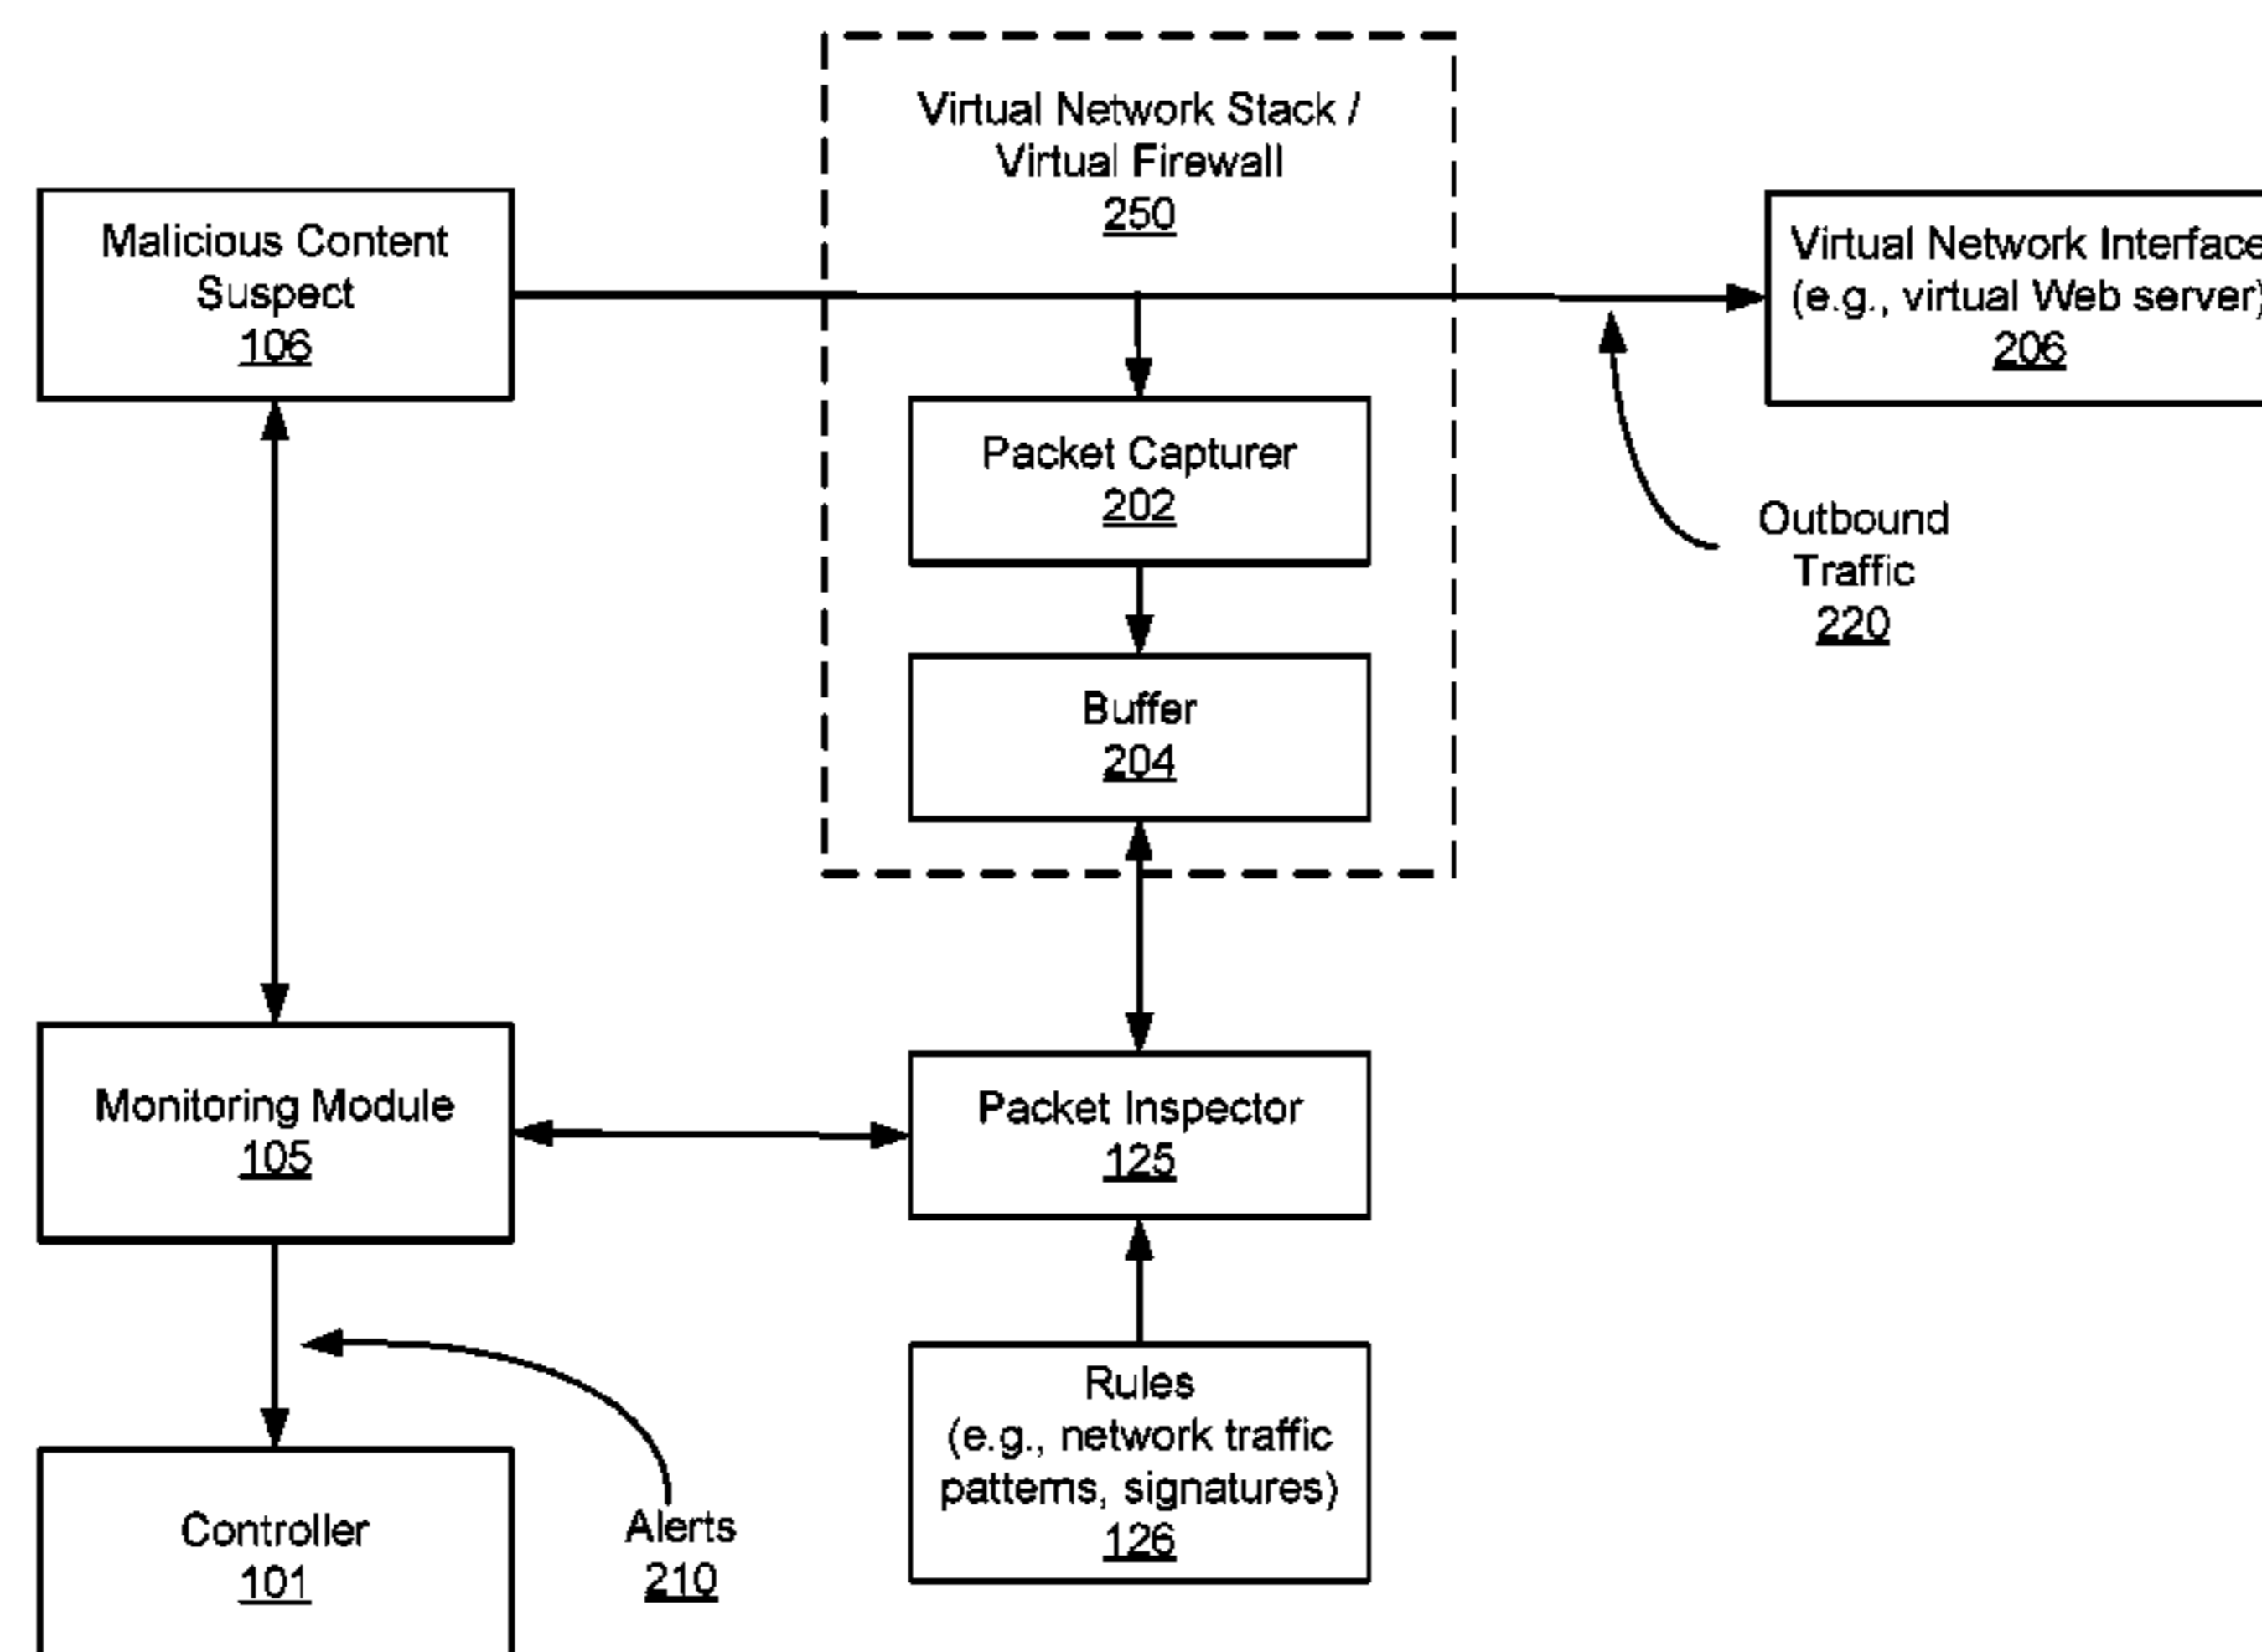 Virtual Network Stack /
Virtual Firewall
250
Malicious Content
Suspect
106
Virtual Network Interface
(e.g., virtual Web server)
206
Packet Capturer
202
Outbound
Traffic
220
Buffer
204
Monitoring Module
105
Packet Inspector
125
Rules
(e.g., network traffic
patterns, signatures)
126
Controller
101
Alerts
210